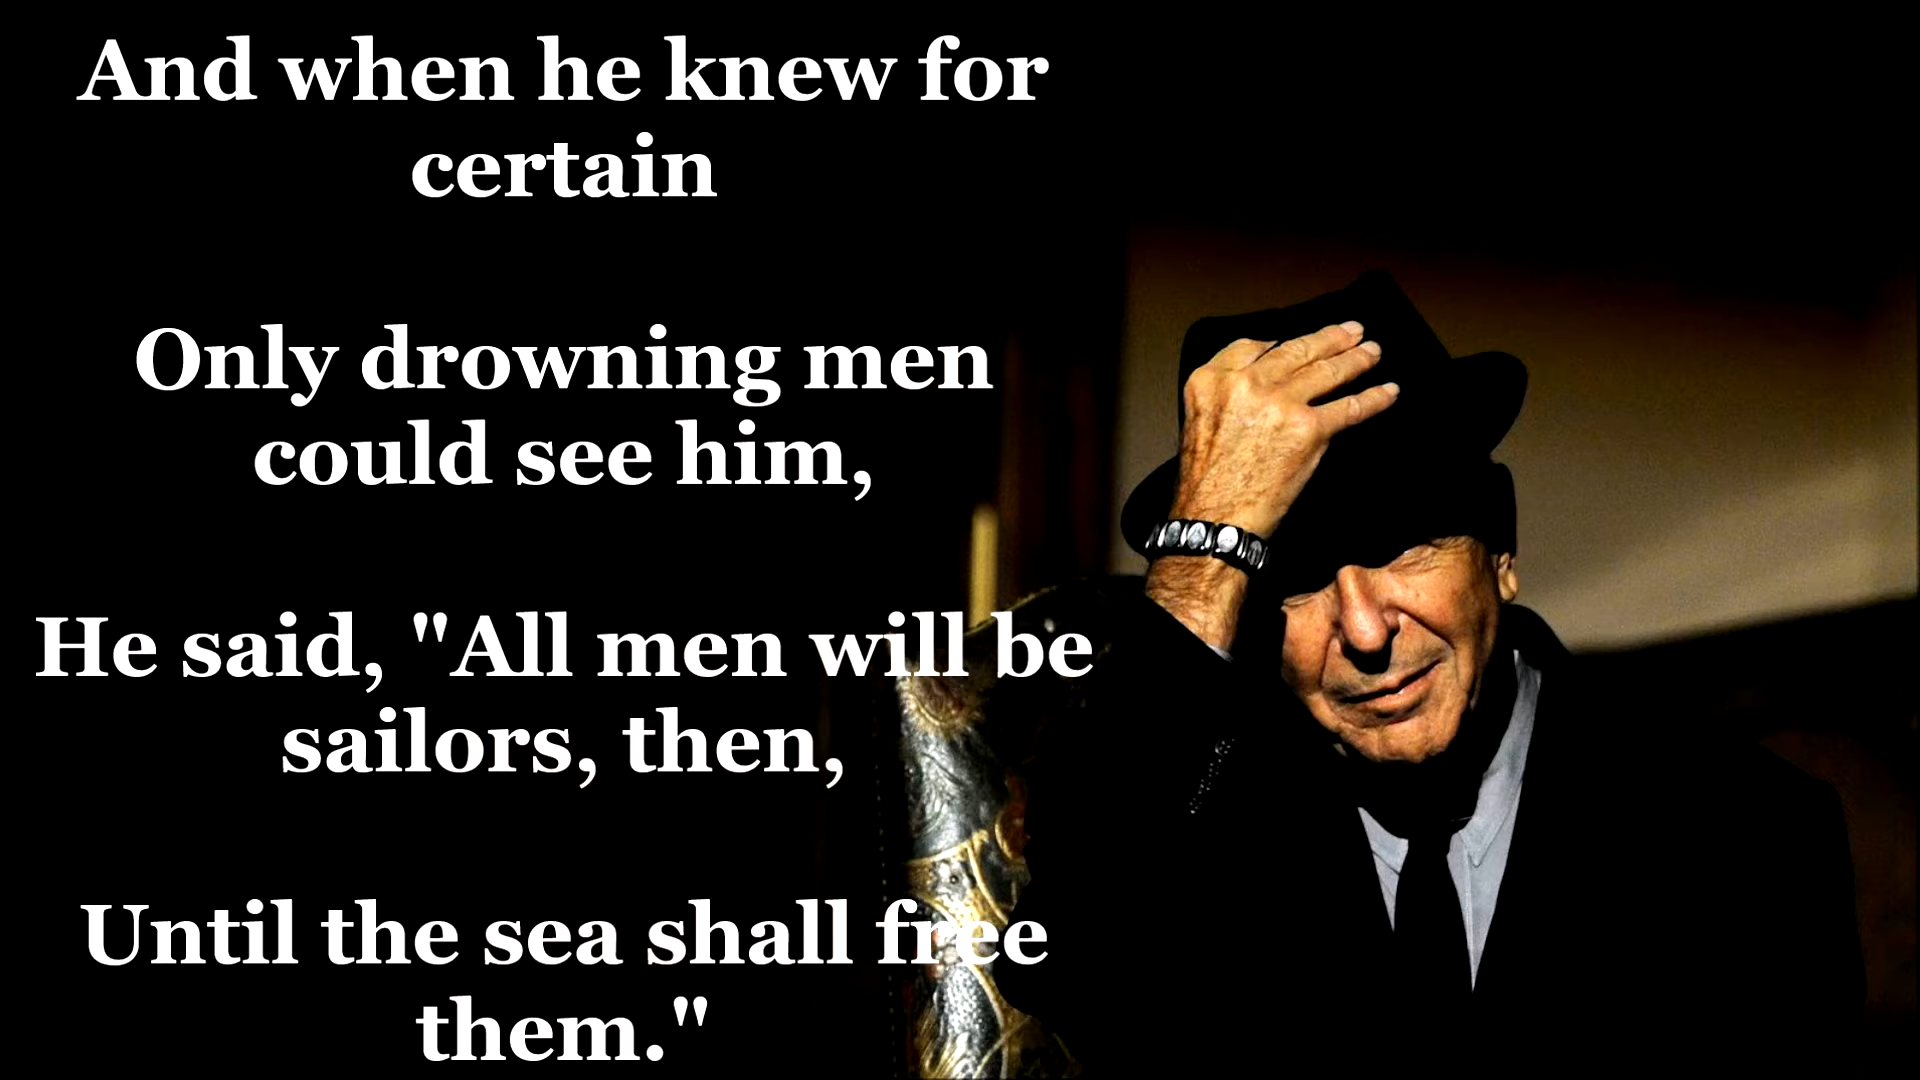 And when he knew for
certain
Only drowning men
could see him,
He said, "All men will be
sailors, then,
Until the sea shall free
them."